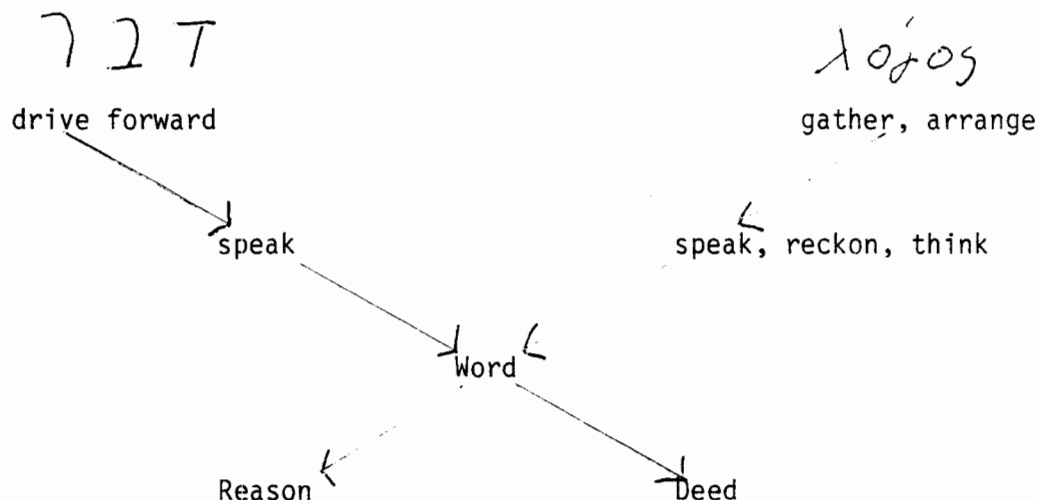 דבר λόγος
drive forward gather, arrange
speak speak, reckon, think
Word
Reason Deed